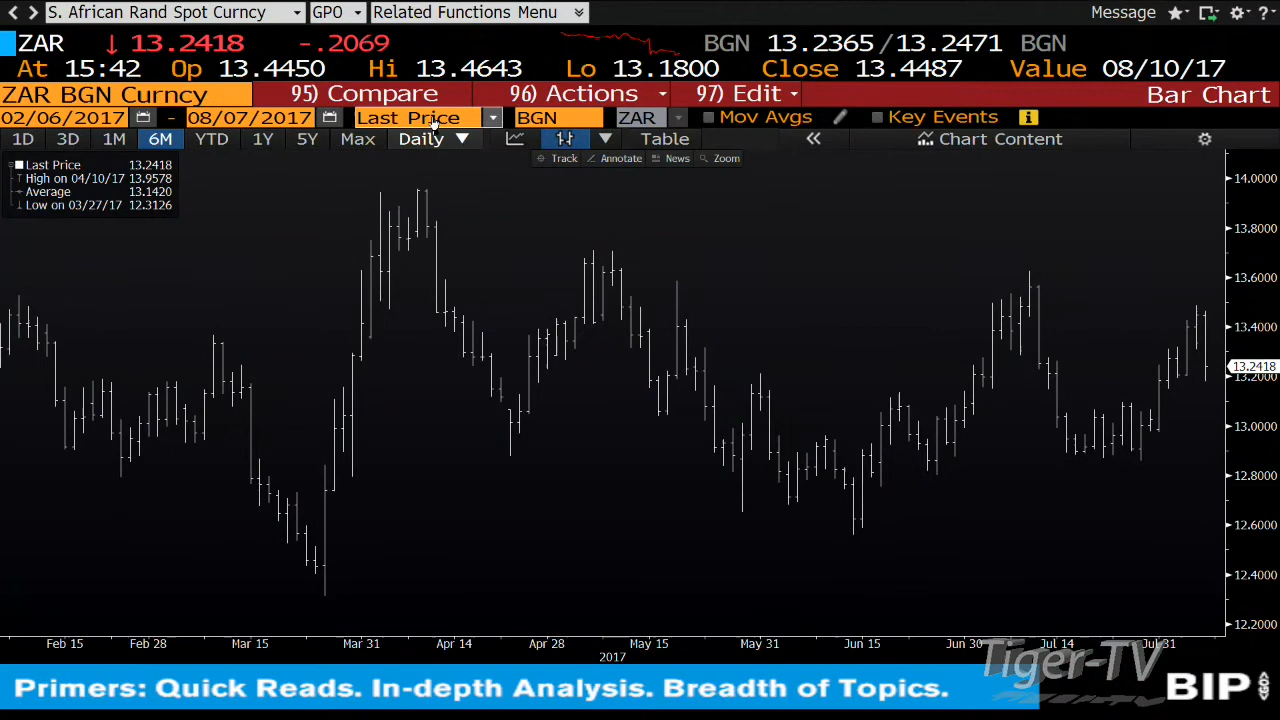 S. African Rand Spot Curncy GPO Related Functions Menu Message ?
ZAR ↓ 13.2418 -.2069 BGN 13.2365/13.2471 BGN
At 15:42 Op 13.4450 Hi 13.4643 Lo 13.1800 Close 13.4487 Value 08/10/17
ZAR BGN Curncy 95) Compare 96) Actions 97) Edit Bar Chart
02/06/2017 - 08/07/2017 Last Price BGN ZAR Mov Avgs Key Events i
1D 3D 1M 6M YTD 1Y 5Y Max Daily Table « Chart Content
Track Annotate News Zoom
Last Price 13.2418
High on 04/10/17 13.9578
Average 13.1420
Low on 03/27/17 12.3126
14.0000
13.8000
13.6000
13.4000
13.2418
13.2000
13.0000
12.8000
12.6000
12.4000
12.2000
Feb 15 Feb 28 Mar 15 Mar 31 Apr 14 Apr 28 May 15 May 31 Jun 15 Jun 30 Jul 14 Jul 31
2017
Tiger-TV
Primers: Quick Reads. In-depth Analysis. Breadth of Topics. BIP <GO>